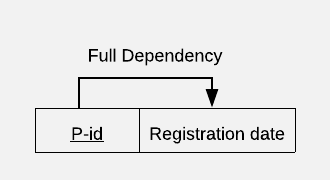 Full Dependency
P-id
Registration date